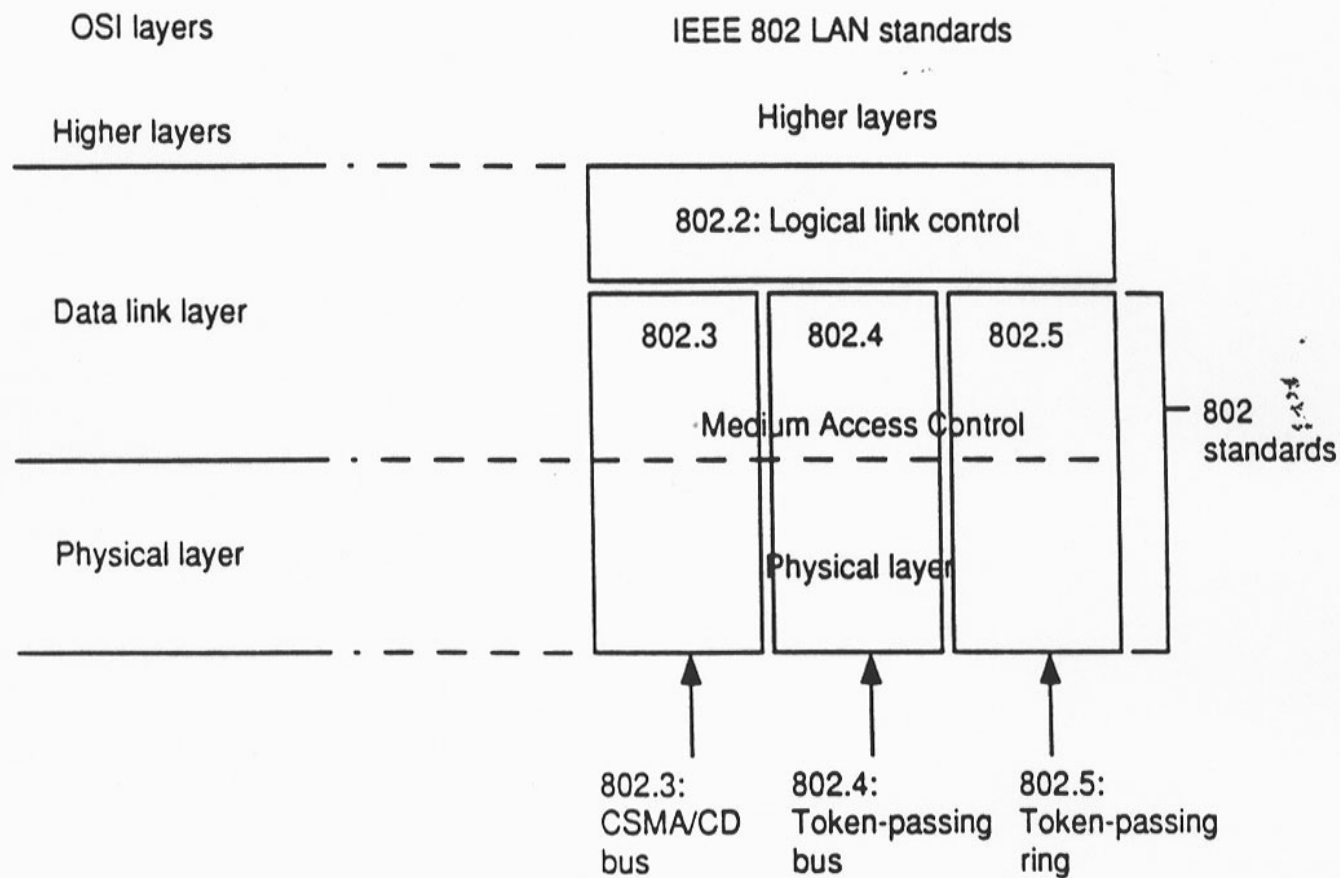 OSI layers
IEEE 802 LAN standards
Higher layers
Higher layers
802.2: Logical link control
Data link layer
802.3
802.4
802.5
Medium Access Control
802
standards
Physical layer
Physical layer
802.3:
CSMA/CD
bus
802.4:
Token-passing
bus
802.5:
Token-passing
ring